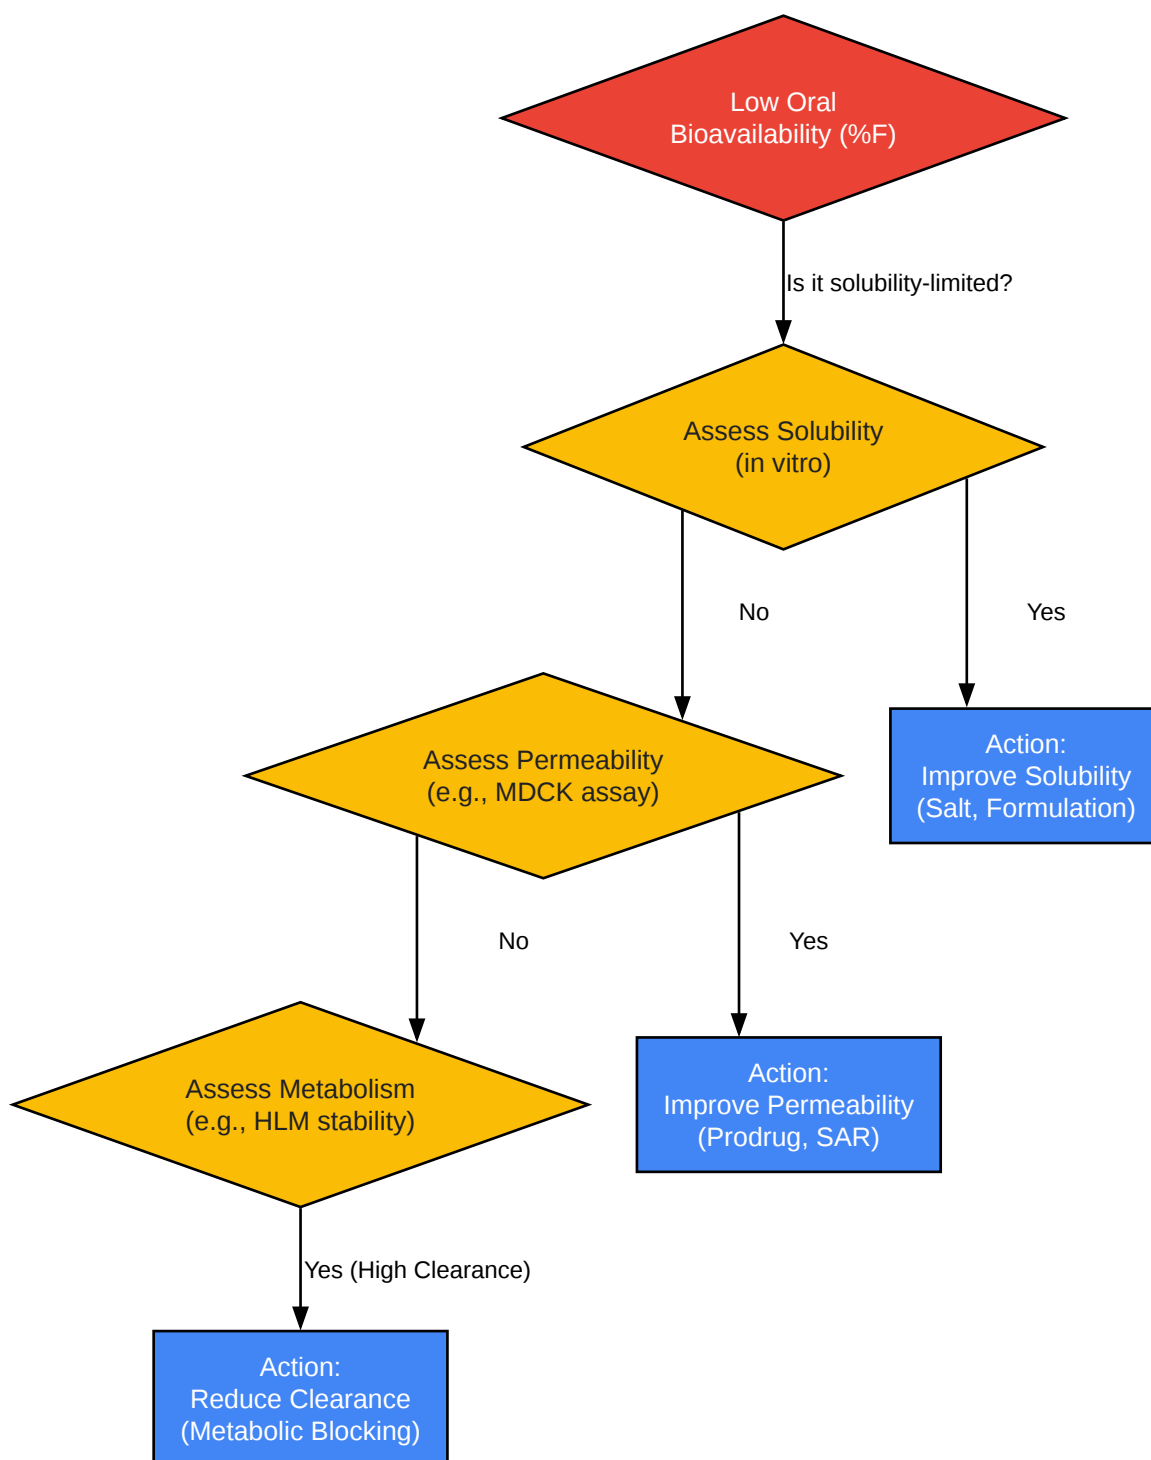 Low Oral
Bioavailability (%F)
Is it solubility-limited?
Assess Solubility
(in vitro)
No
Yes
Assess Permeability
(e.g., MDCK assay)
Action:
Improve Solubility
(Salt, Formulation)
No
Yes
Assess Metabolism
(e.g., HLM stability)
Action:
Improve Permeability
(Prodrug, SAR)
Yes (High Clearance)
Action:
Reduce Clearance
(Metabolic Blocking)